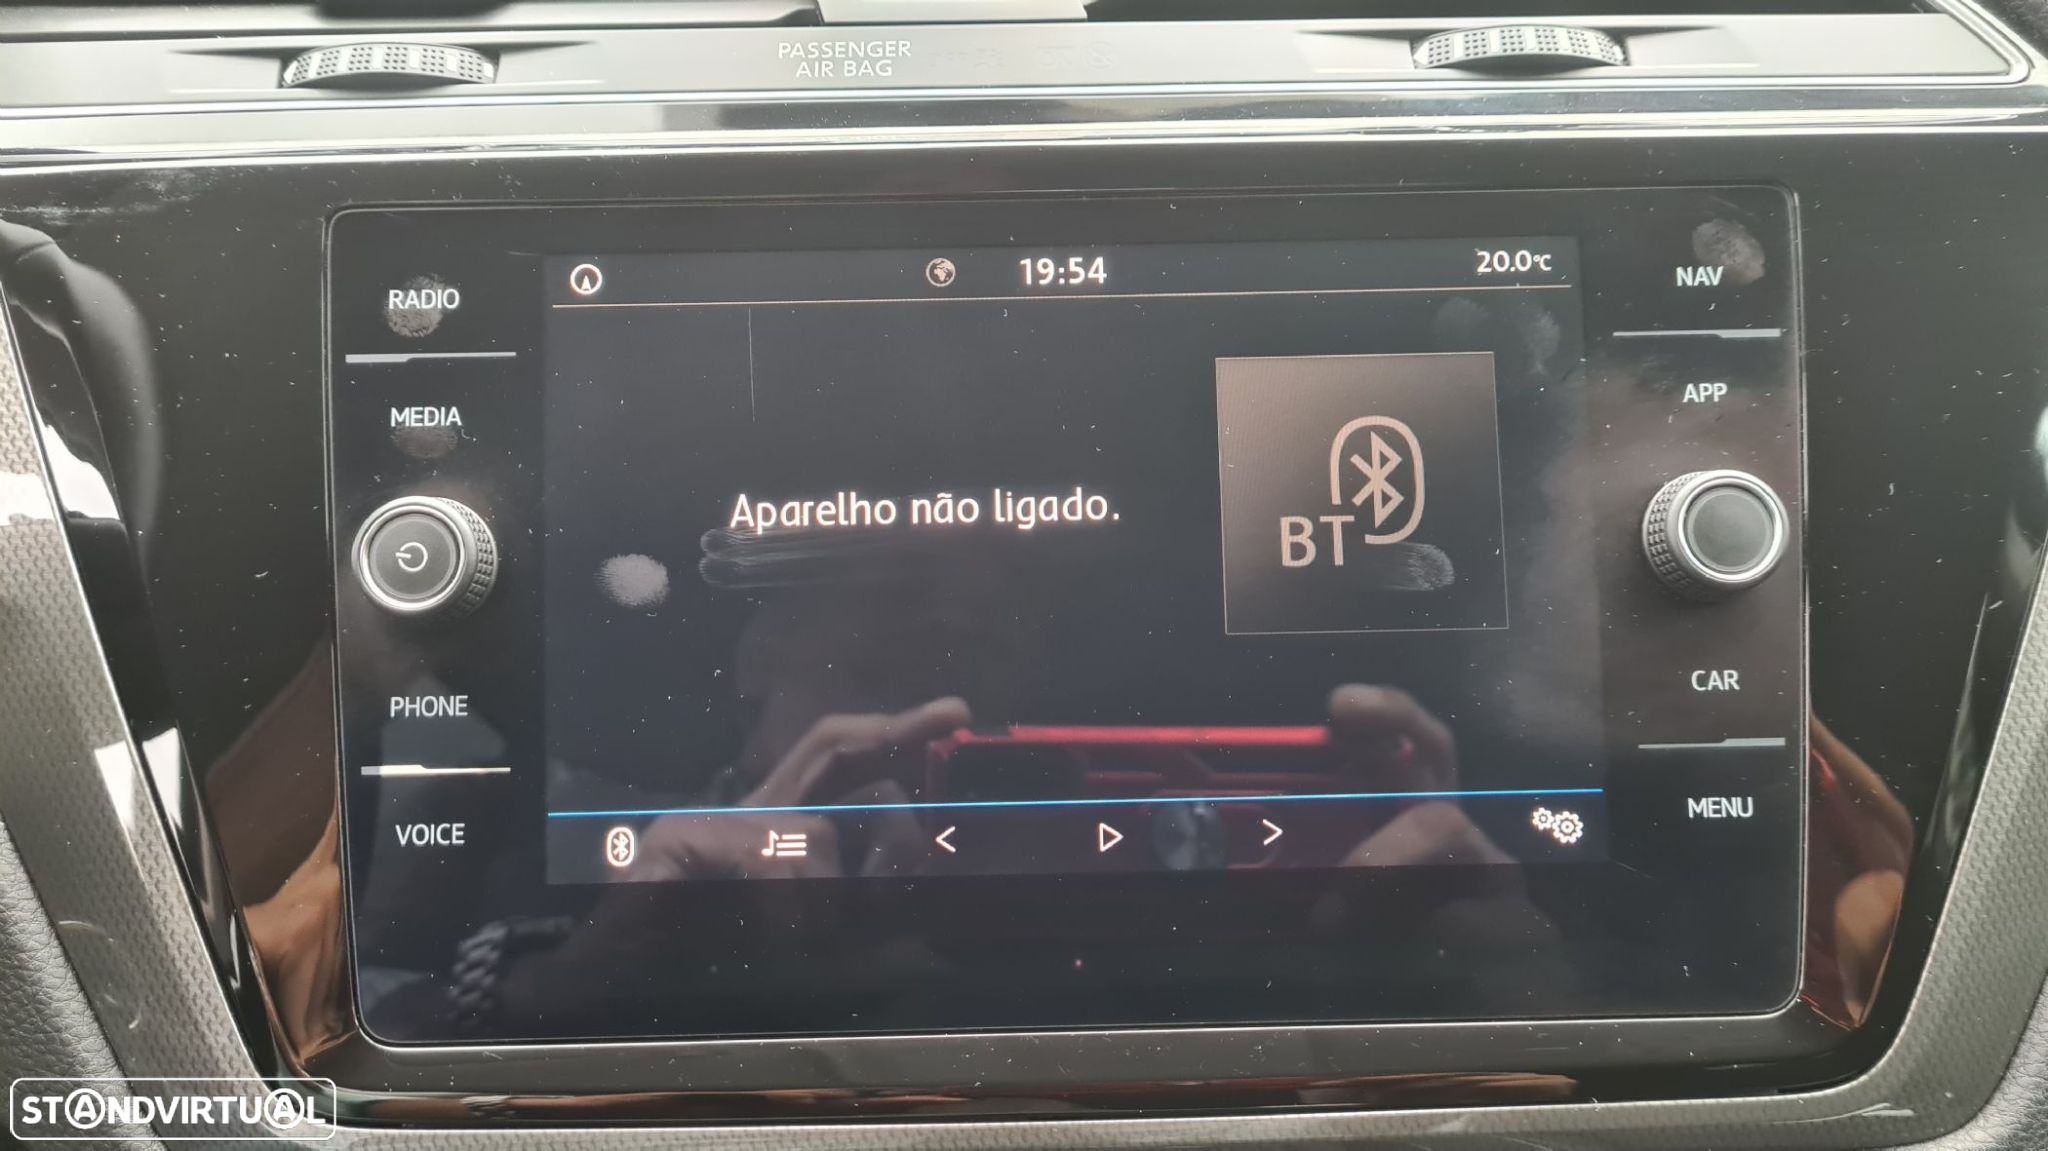 PASSENGER
AIR BAG
RADIO
MEDIA
PHONE
VOICE
19:54
20.0°C
Aparelho não ligado.
BT
NAV
APP
CAR
MENU
STANDVIRTUAL